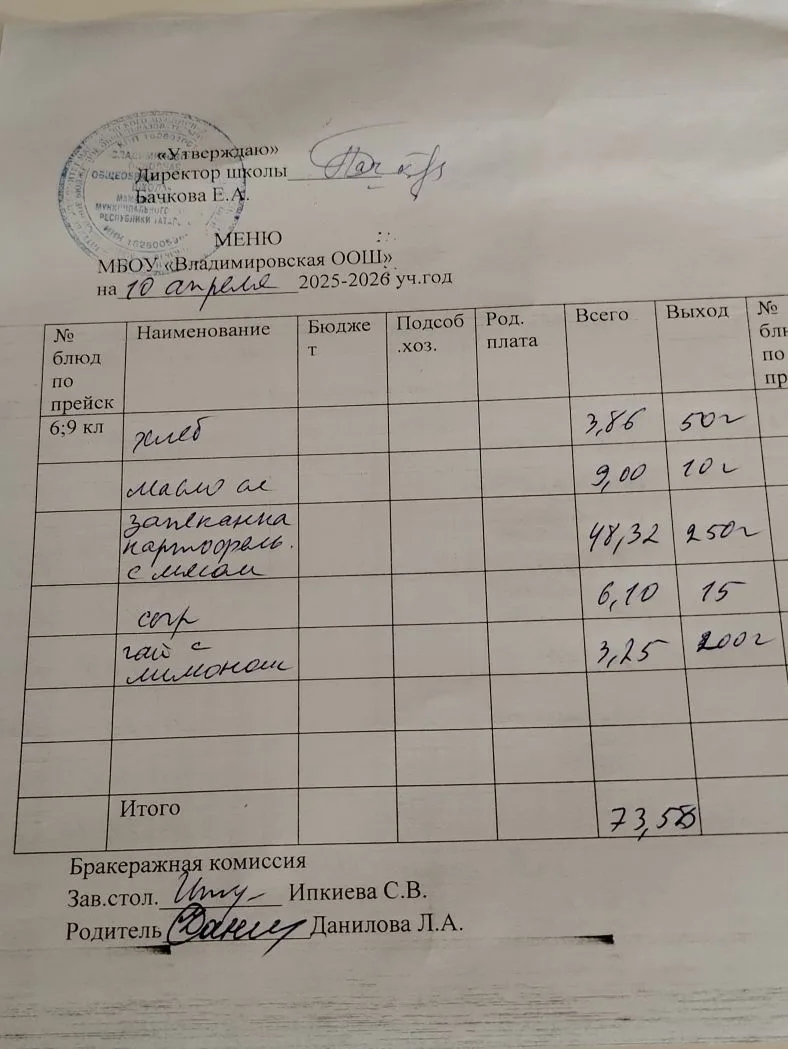 «Утверждаю»
Директор школы
Бачкова Е.А.
МЕНЮ
МБОУ «Владимировская ООШ»
на 10 апреля 2025-2026 уч.год
№ блюд по прейск Наименование Бюджет Подсоб.хоз. Род. плата Всего Выход №
6;9 кл хлеб 3,86 50г
масло сл 9,00 10г
запеканка
картофель.
с мясом 48,32 250г
сыр 6,10 15
чай с
лимоном 3,25 200г
Итого 73,53
Бракеражная комиссия
Зав.стол. Ипкиева С.В.
Родитель Данилова Л.А.